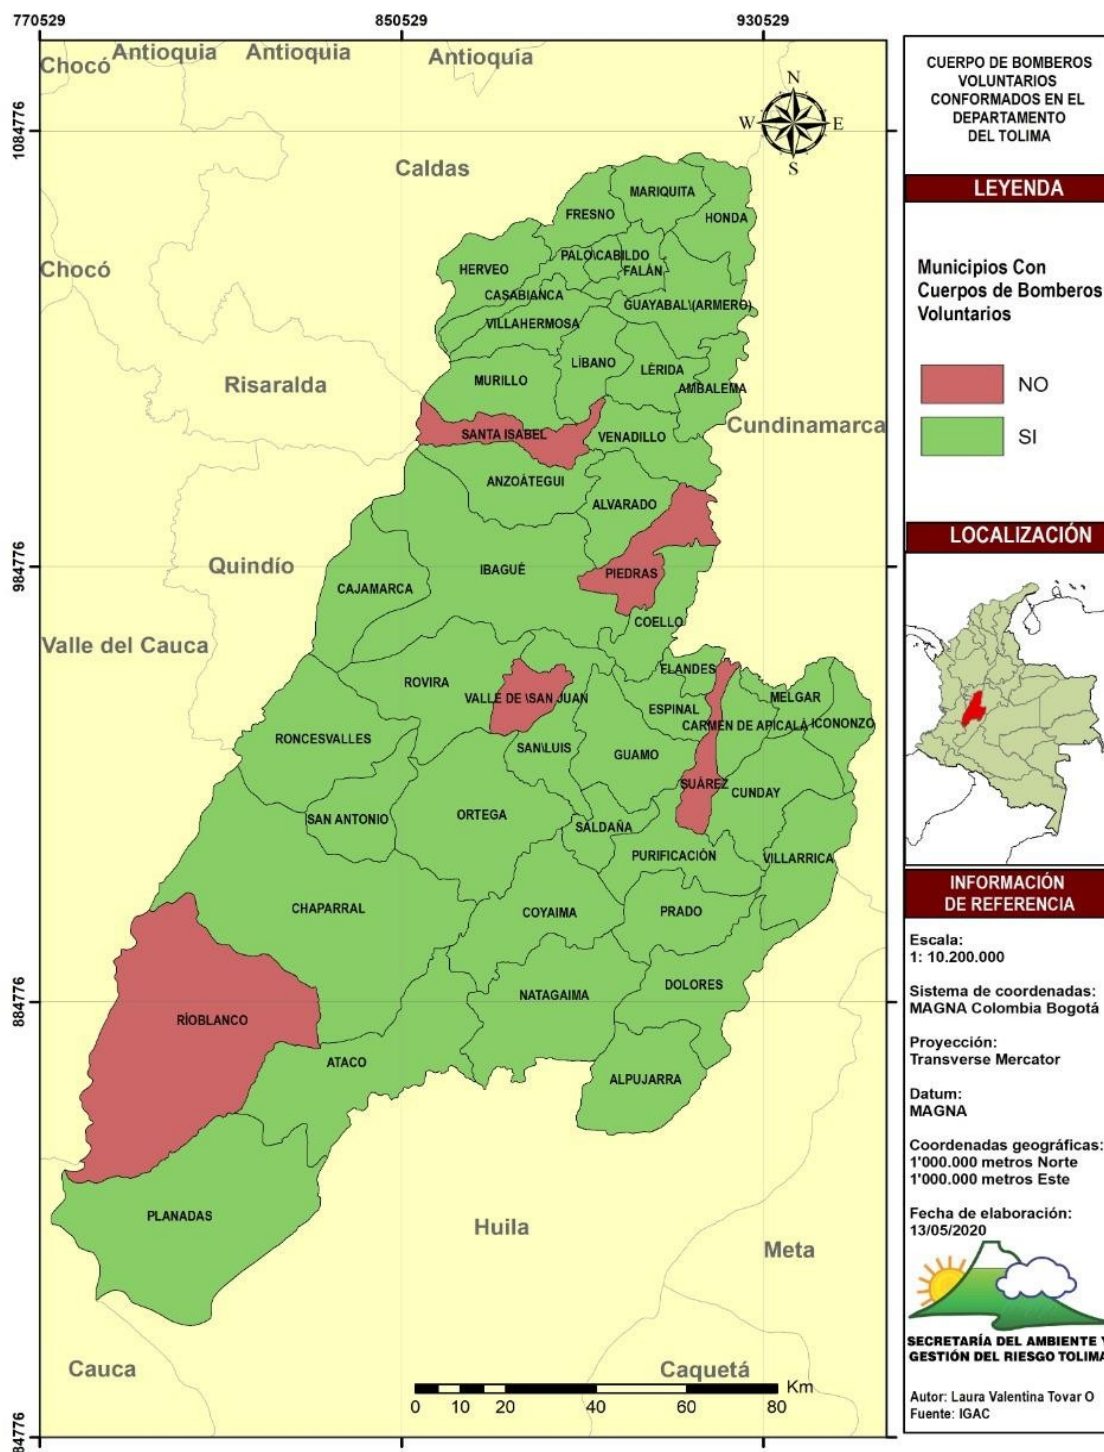 770529
850529
930529
1084776
984776
884776
84776
Antioquia
Antioquia
Antioquia
Chocó
Caldas
Chocó
Risaralda
Cundinamarca
Quindío
Valle del Cauca
Huila
Meta
Cauca
Caquetá
N
W
E
S
MARIQUITA
FRESNO
HONDA
PALO\CABILDO
FALÁN
HERVEO
CASABIANCA
GUAYABAL\(ARMERO)
VILLAHERMOSA
LÍBANO
LÉRIDA
MURILLO
AMBALEMA
SANTA ISABEL
VENADILLO
ANZOÁTEGUI
ALVARADO
IBAGUÉ
PIEDRAS
CAJAMARCA
COELLO
FLANDES
ROVIRA
VALLE DE \SAN JUAN
MELGAR
ESPINAL
CARMEN DE APICALÁ
ICONONZO
RONCESVALLES
SAN\LUIS
GUAMO
SUÁREZ
CUNDAY
ORTEGA
SAN ANTONIO
SALDAÑA
PURIFICACIÓN
VILLARRICA
CHAPARRAL
COYAIMA
PRADO
DOLORES
NATAGAIMA
RÍOBLANCO
ATACO
ALPUJARRA
PLANADAS
0 10 20 40 60 80
Km
CUERPO DE BOMBEROS
VOLUNTARIOS
CONFORMADOS EN EL
DEPARTAMENTO
DEL TOLIMA
LEYENDA
Municipios Con
Cuerpos de Bomberos
Voluntarios
NO
SI
LOCALIZACIÓN
INFORMACIÓN
DE REFERENCIA
Escala:
1: 10.200.000
Sistema de coordenadas:
MAGNA Colombia Bogotá
Proyección:
Transverse Mercator
Datum:
MAGNA
Coordenadas geográficas:
1'000.000 metros Norte
1'000.000 metros Este
Fecha de elaboración:
13/05/2020
SECRETARÍA DEL AMBIENTE Y
GESTIÓN DEL RIESGO TOLIMA
Autor: Laura Valentina Tovar O
Fuente: IGAC